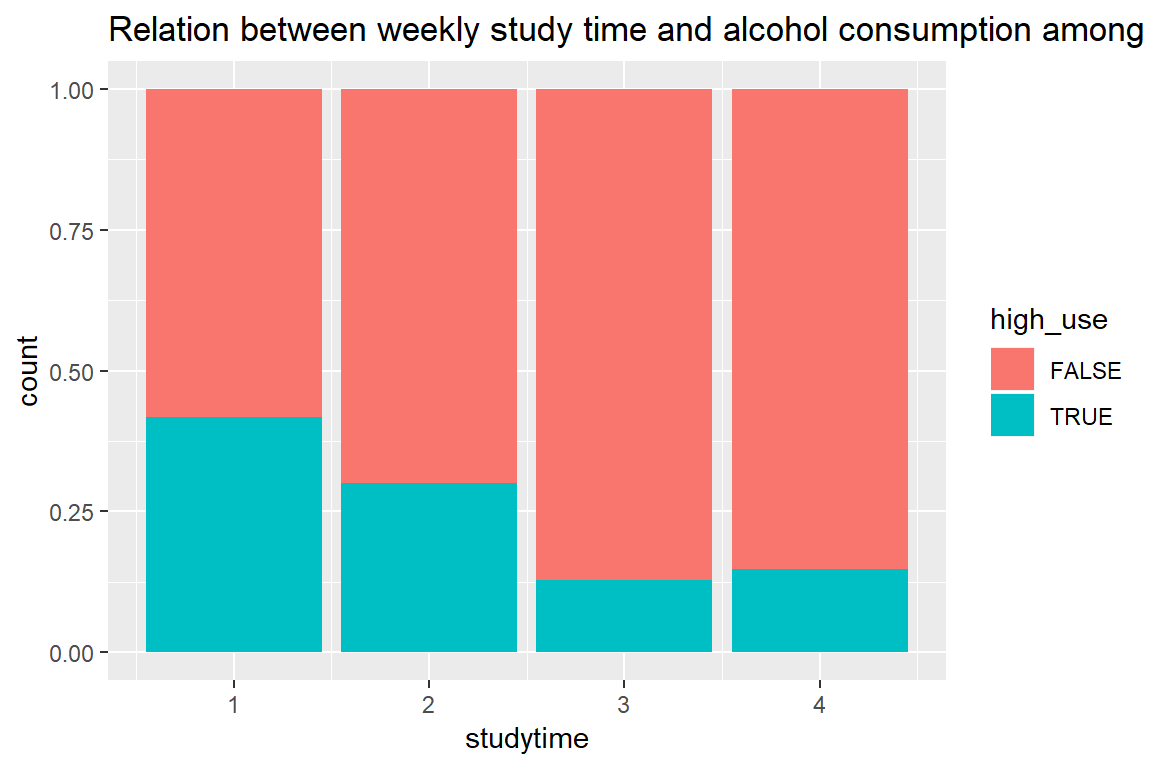 Relation between weekly study time and alcohol consumption among
1.00
0.75
0.50
0.25
0.00
count
1
2
3
4
studytime
high_use
FALSE
TRUE